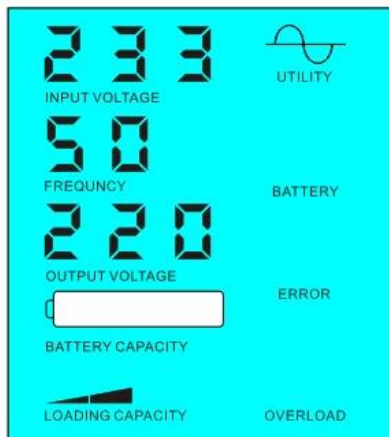 233
INPUT VOLTAGE
UTILITY
50
FREQUNCY
BATTERY
220
OUTPUT VOLTAGE
ERROR
BATTERY CAPACITY
LOADING CAPACITY
OVERLOAD